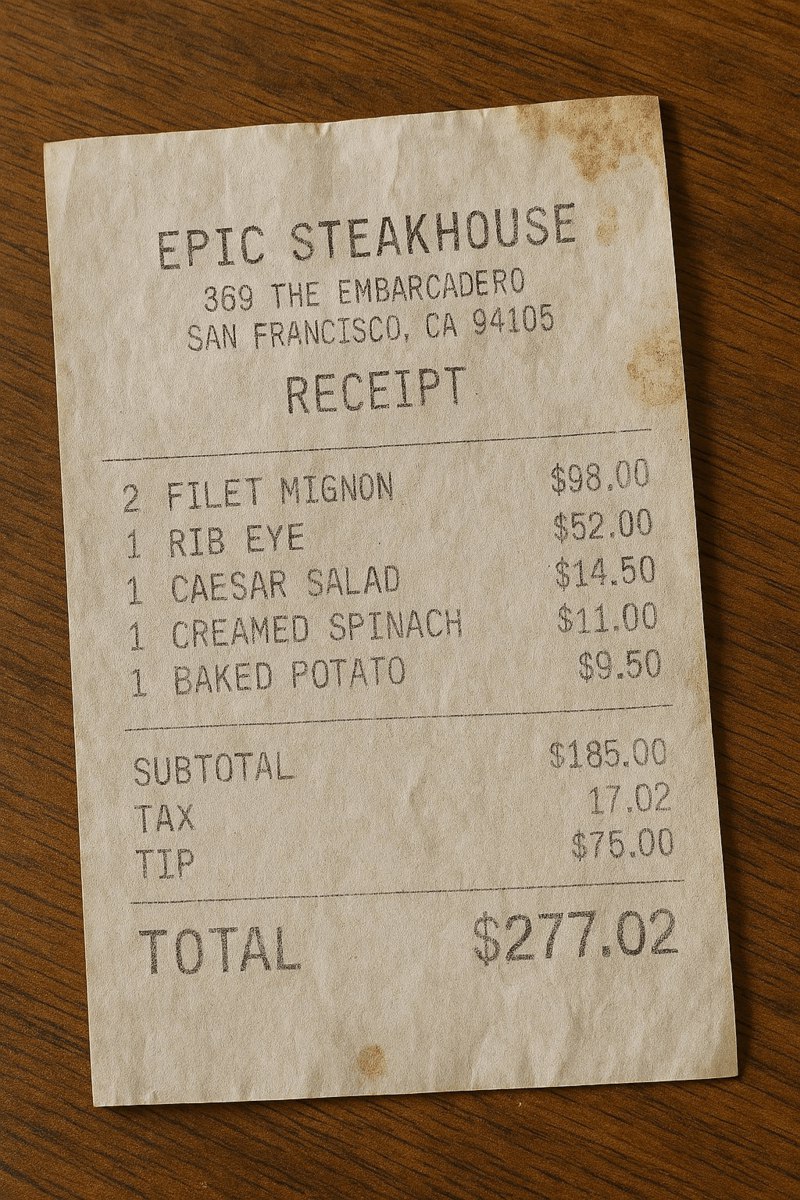 EPIC STEAKHOUSE
369 THE EMBARCADERO
SAN FRANCISCO, CA 94105
RECEIPT
2 FILET MIGNON $98.00
1 RIB EYE $52.00
1 CAESAR SALAD $14.50
1 CREAMED SPINACH $11.00
1 BAKED POTATO $9.50
SUBTOTAL $185.00
TAX 17.02
TIP $75.00
TOTAL $277.02